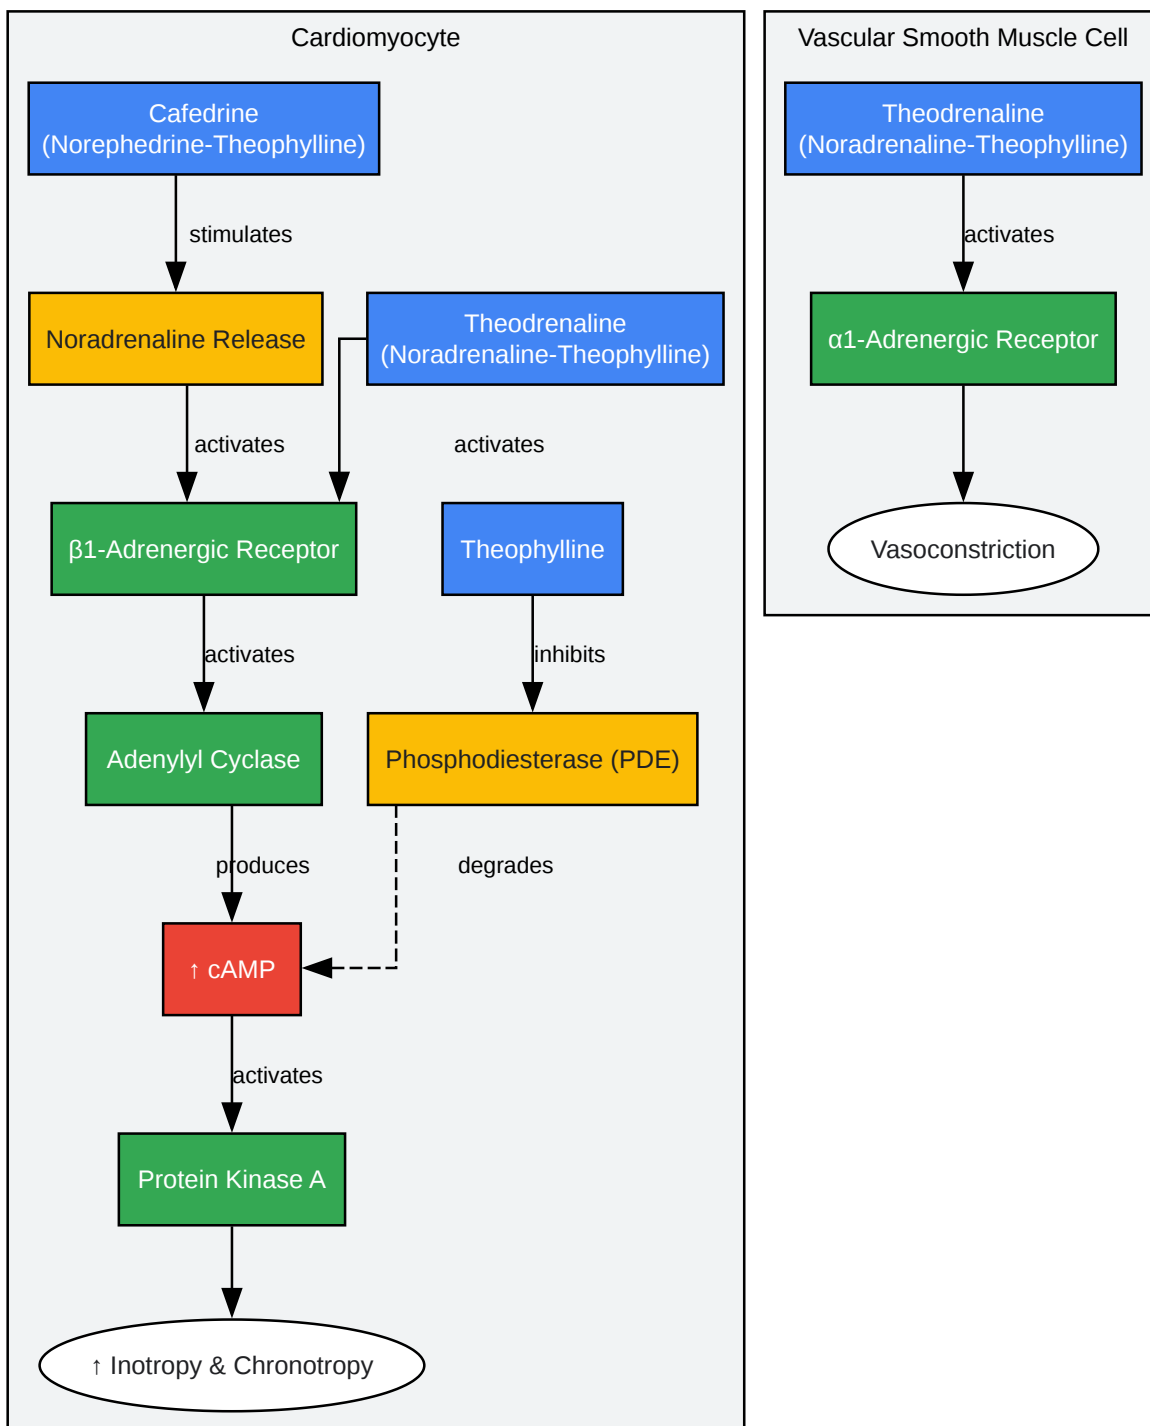 Cardiomyocyte
Cafedrine
(Norephedrine-Theophylline)
stimulates
Noradrenaline Release
Theodrenaline
(Noradrenaline-Theophylline)
activates
activates
β1-Adrenergic Receptor
Theophylline
activates
inhibits
Adenylyl Cyclase
Phosphodiesterase (PDE)
produces
degrades
↑ cAMP
activates
Protein Kinase A
↑ Inotropy & Chronotropy
Vascular Smooth Muscle Cell
Theodrenaline
(Noradrenaline-Theophylline)
activates
α1-Adrenergic Receptor
Vasoconstriction